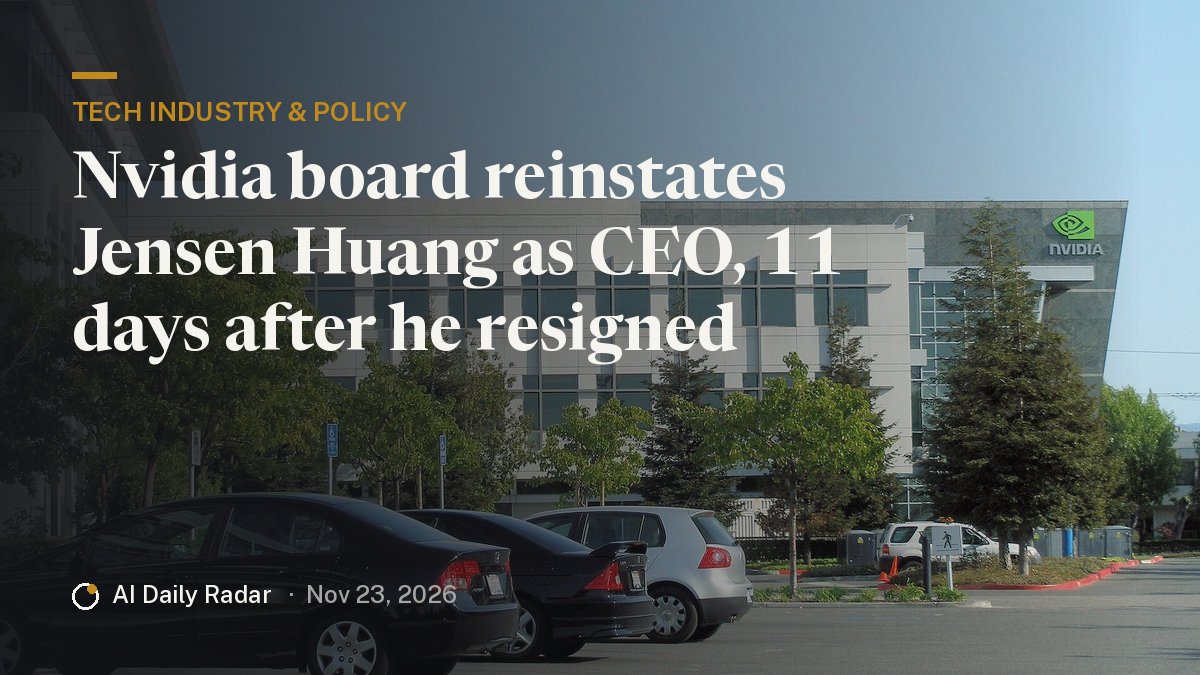 TECH INDUSTRY & POLICY
Nvidia board reinstates
Jensen Huang as CEO, 11
days after he resigned
NVIDIA
AI Daily Radar · Nov 23, 2026